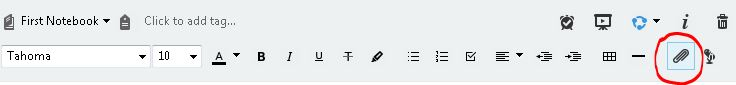 First Notebook Click to add tag...
Tahoma 10 A B I U T